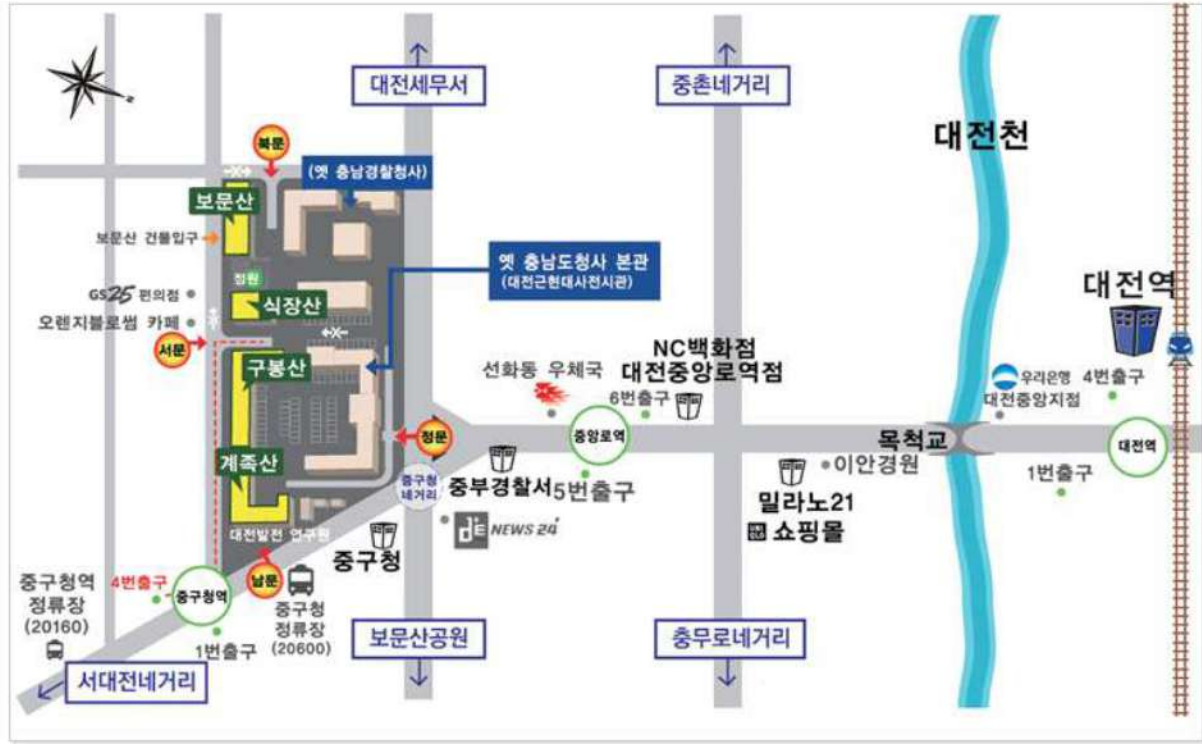 대전세무서
중촌네거리
대전천
북문
(옛 충남경찰청사)
보문산
보문산 건물입구
옛 충남도청사 본관
(대전근현대사전시관)
정원
GS25 편의점
식장산
오렌지블로썸 카페
서문
대전역
NC백화점
대전중앙로역점
선화동 우체국
6번출구
우리은행
대전중앙지점
4번출구
구봉산
정문
중앙로역
목척교
대전역
계족산
중구청
네거리
중부경찰서
5번출구
이안경원
1번출구
밀라노21
쇼핑몰
UNI
QLO
dE NEWS 24
대전발전 연구원
중구청
중구청역
정류장
(20160)
4번출구
중구청역
남문
중구청
정류장
(20600)
1번출구
보문산공원
충무로네거리
서대전네거리